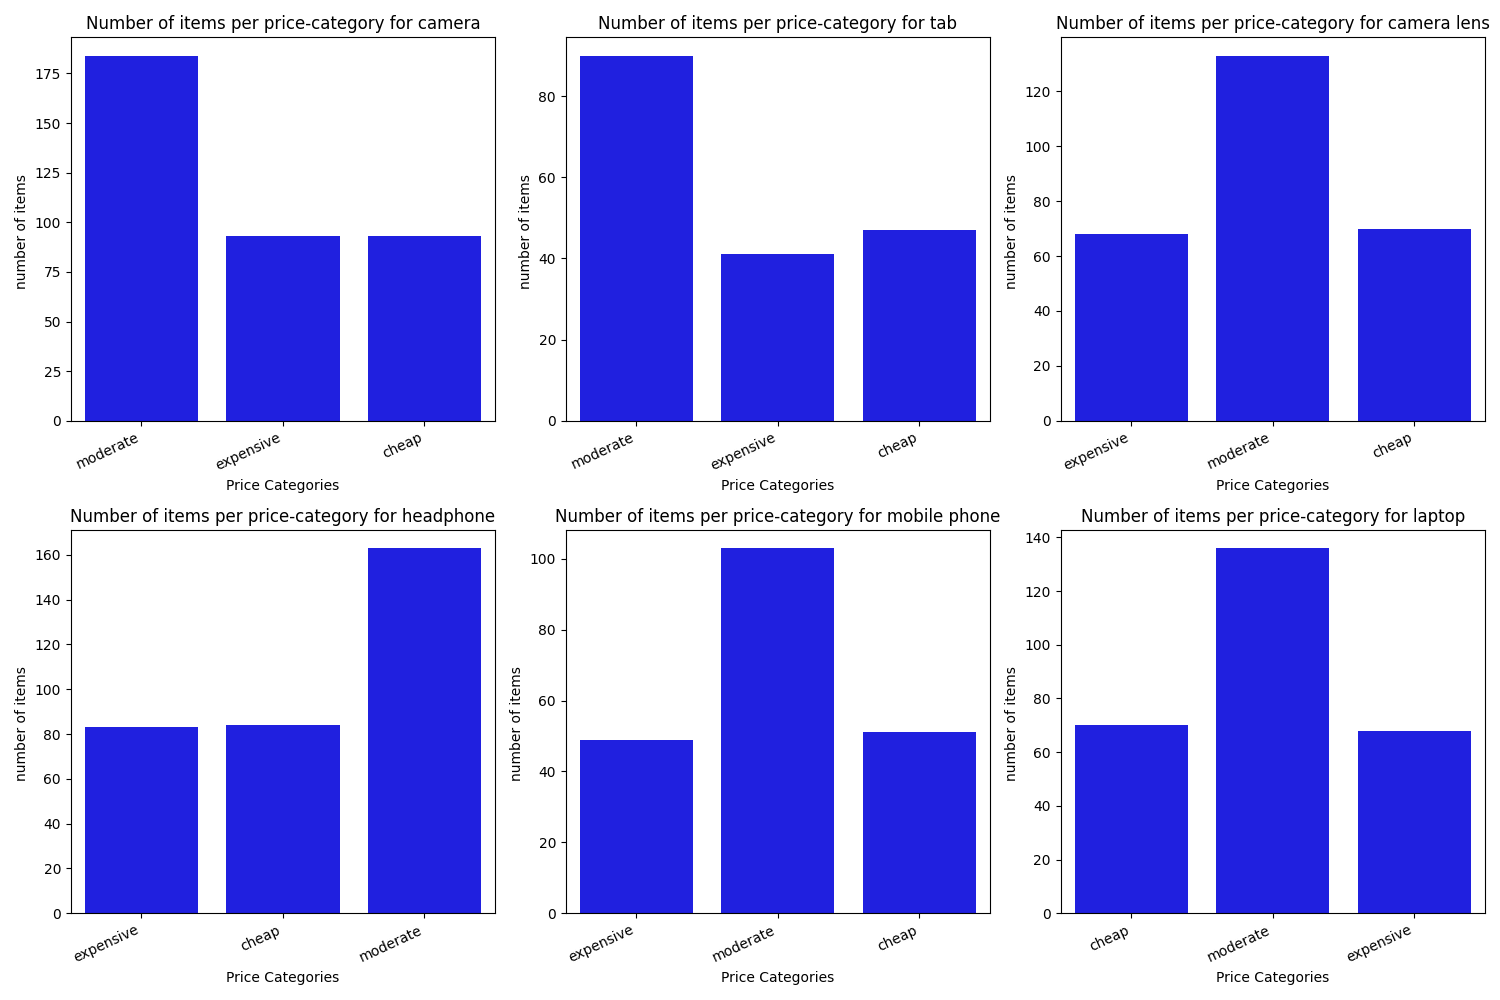 Number of items per price-category for camera
175
150
125
100
75
50
25
0
number of items
moderate
expensive
cheap
Price Categories
Number of items per price-category for tab
80
60
40
20
0
number of items
moderate
expensive
cheap
Price Categories
Number of items per price-category for camera lens
120
100
80
60
40
20
0
number of items
expensive
moderate
cheap
Price Categories
Number of items per price-category for headphone
160
140
120
100
80
60
40
20
0
number of items
expensive
cheap
moderate
Price Categories
Number of items per price-category for mobile phone
100
80
60
40
20
0
number of items
expensive
moderate
cheap
Price Categories
Number of items per price-category for laptop
140
120
100
80
60
40
20
0
number of items
cheap
moderate
expensive
Price Categories